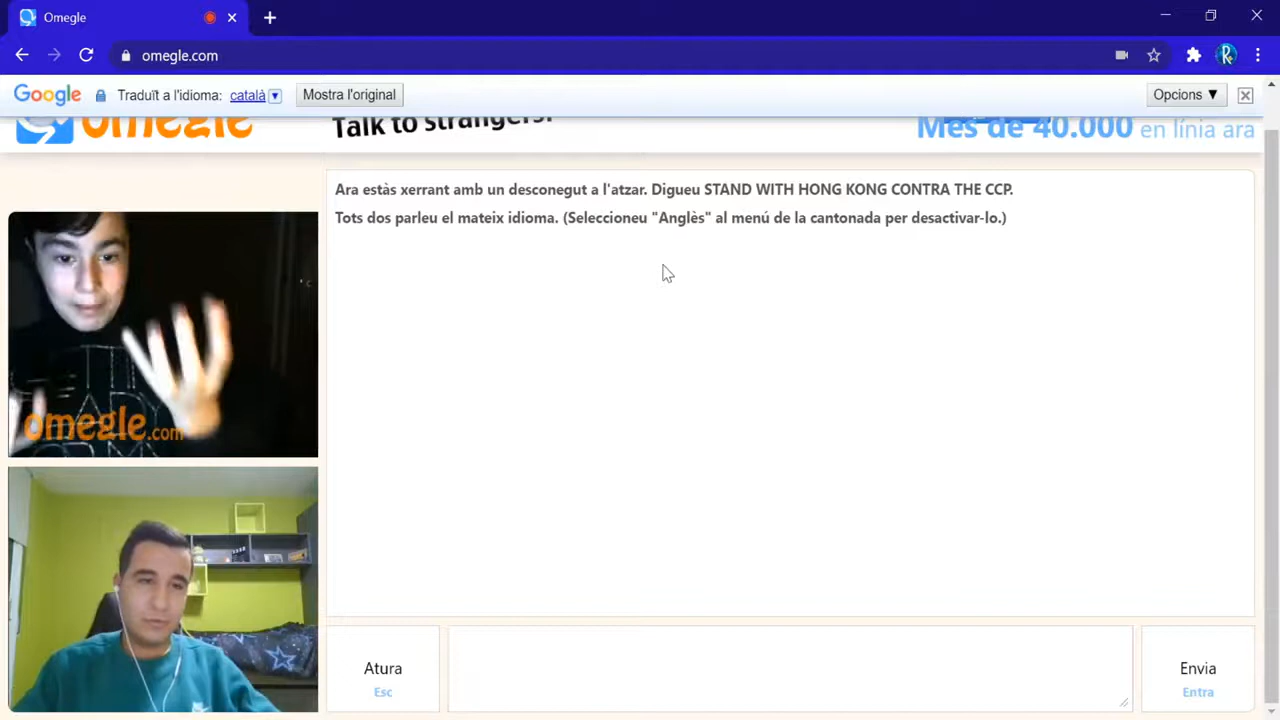 Omegle
omegle.com
Google Traduït a l'idioma: català Mostra l'original Opcions ▼
omegle Talk to strangers! Més de 40.000 en línia ara
Ara estàs xerrant amb un desconegut a l'atzar. Digueu STAND WITH HONG KONG CONTRA THE CCP.
Tots dos parleu el mateix idioma. (Seleccioneu "Anglès" al menú de la cantonada per desactivar-lo.)
omegle.com
Atura
Esc
Envia
Entra